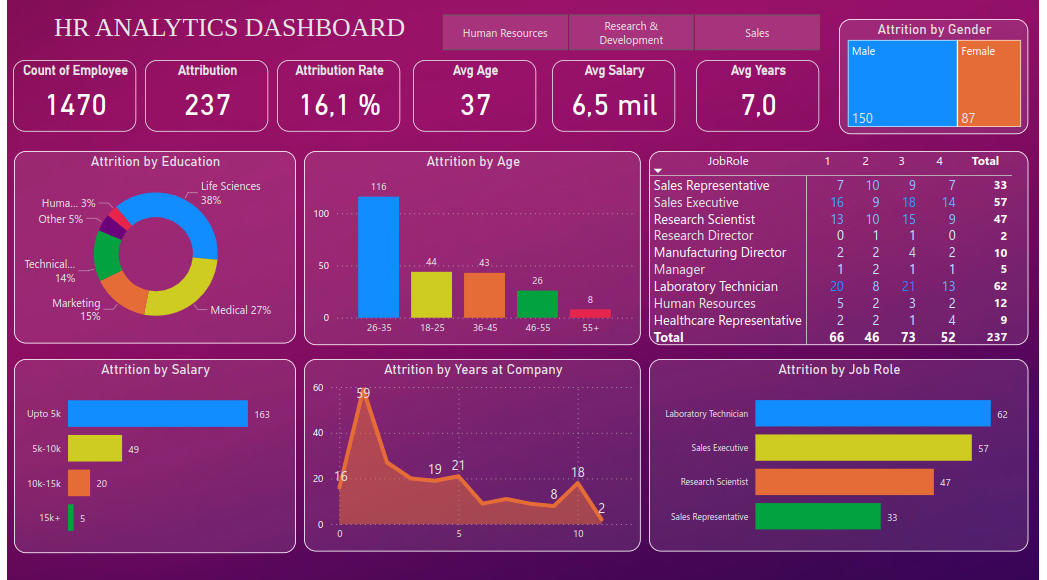 HR ANALYTICS DASHBOARD
Human Resources
Research &
Development
Sales
Count of Employee
1470
Attribution
237
Attribution Rate
16,1 %
Avg Age
37
Avg Salary
6,5 mil
Avg Years
7,0
Attrition by Gender
Male
Female
150
87
Attrition by Education
Life Sciences
38%
Huma... 3%
Other 5%
Technical...
14%
Marketing
15%
Medical 27%
Attrition by Age
116
100
44
43
50
26
8
0
26-35 18-25 36-45 46-55 55+
JobRole 1 2 3 4 Total
Sales Representative 7 10 9 7 33
Sales Executive 16 9 18 14 57
Research Scientist 13 10 15 9 47
Research Director 0 1 1 0 2
Manufacturing Director 2 2 4 2 10
Manager 1 2 1 1 5
Laboratory Technician 20 8 21 13 62
Human Resources 5 2 3 2 12
Healthcare Representative 2 2 1 4 9
Total 66 46 73 52 237
Attrition by Salary
Upto 5k 163
5k-10k 49
10k-15k 20
15k+ 5
Attrition by Years at Company
60
59
40
19 21
16
20
18
8
2
0
0 5 10
Attrition by Job Role
Laboratory Technician 62
Sales Executive 57
Research Scientist 47
Sales Representative 33